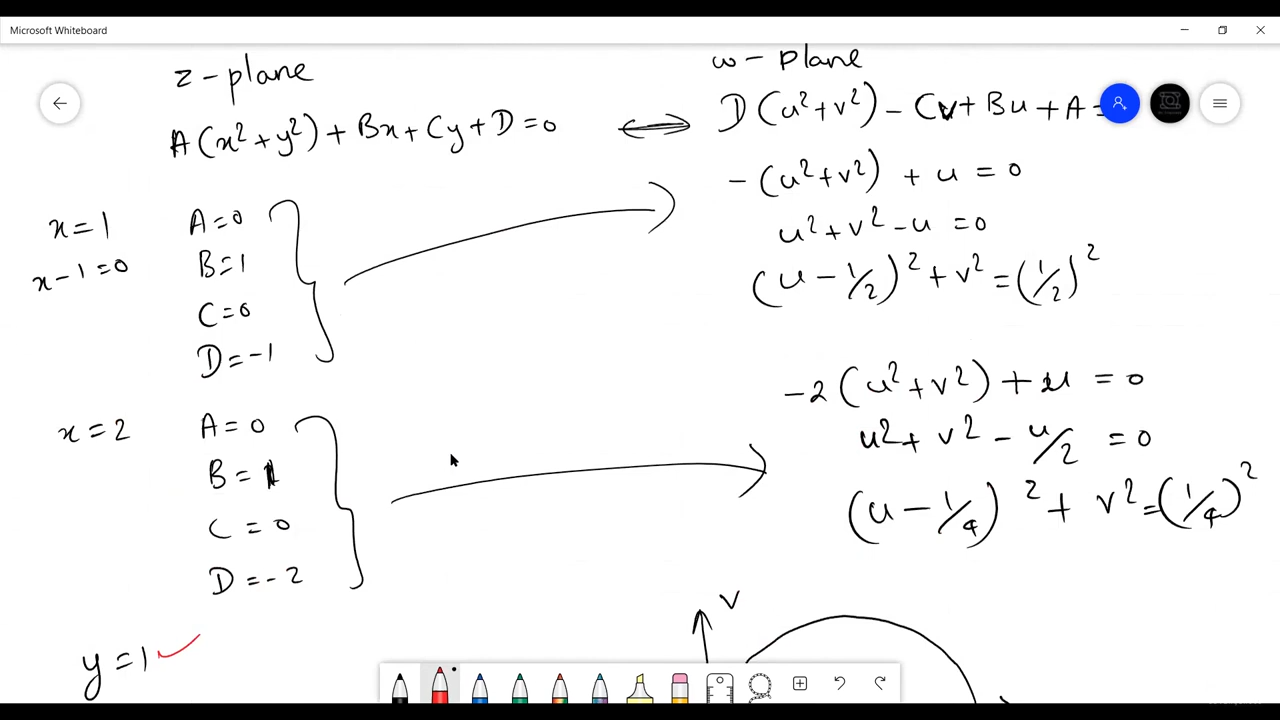 Microsoft Whiteboard
z-plane
w-plane
A(x²+y²)+Bx+Cy+D=0 ⟷ D(u²+v²)-Cv+Bu+A=
-(u²+v²)+u=0
x=1 A=0
u²+v²-u=0
x-1=0 B=1
(u-1/2)²+v²=(1/2)²
C=0
D=-1
-2(u²+v²)+u=0
x=2 A=0
u²+v²-u/2=0
B=1
(u-1/4)²+v²=(1/4)²
C=0
D=-2
v
y=1